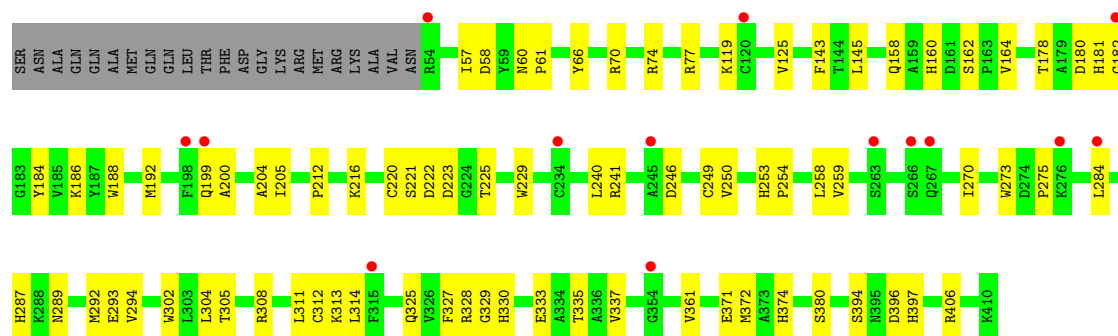 SER ASN ALA GLN GLN ALA MET GLN GLN LEU THR PHE ASP GLY LYS ARG MET ARG LYS ALA VAL ASN R54 I57 D58 Y59 N60 P61 Y66 R70 R74 R77 K119 C120 V125 F143 T144 L145 Q158 A159 H160 D161 S162 P163 V164 T178 A179 D180 H181 G182
G183 Y184 V185 K186 Y187 W188 M192 F198 Q199 A200 A204 I205 P212 K216 C220 S221 D222 D223 G224 T225 W229 C234 L240 R241 A245 D246 C249 V250 H253 P254 L258 V259 S263 S266 Q267 I270 W273 D274 P275 K276 L284
H287 K288 N289 M292 E293 V294 W302 L303 L304 T305 R308 L311 C312 K313 L314 F315 Q325 V326 F327 R328 G329 H330 E333 A334 T335 A336 V337 G354 V361 E371 M372 A373 H374 S380 S394 N395 D396 H397 R406 K410